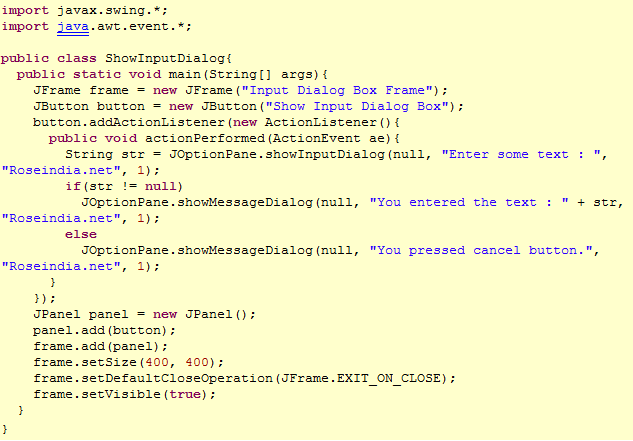 import javax.swing.*;
import java.awt.event.*;

public class ShowInputDialog{
  public static void main(String[] args){
    JFrame frame = new JFrame("Input Dialog Box Frame");
    JButton button = new JButton("Show Input Dialog Box");
    button.addActionListener(new ActionListener(){
      public void actionPerformed(ActionEvent ae){
        String str = JOptionPane.showInputDialog(null, "Enter some text : ",
"Roseindia.net", 1);
        if(str != null)
          JOptionPane.showMessageDialog(null, "You entered the text : " + str,
"Roseindia.net", 1);
        else
          JOptionPane.showMessageDialog(null, "You pressed cancel button.",
"Roseindia.net", 1);
      }
    });
    JPanel panel = new JPanel();
    panel.add(button);
    frame.add(panel);
    frame.setSize(400, 400);
    frame.setDefaultCloseOperation(JFrame.EXIT_ON_CLOSE);
    frame.setVisible(true);
  }
}